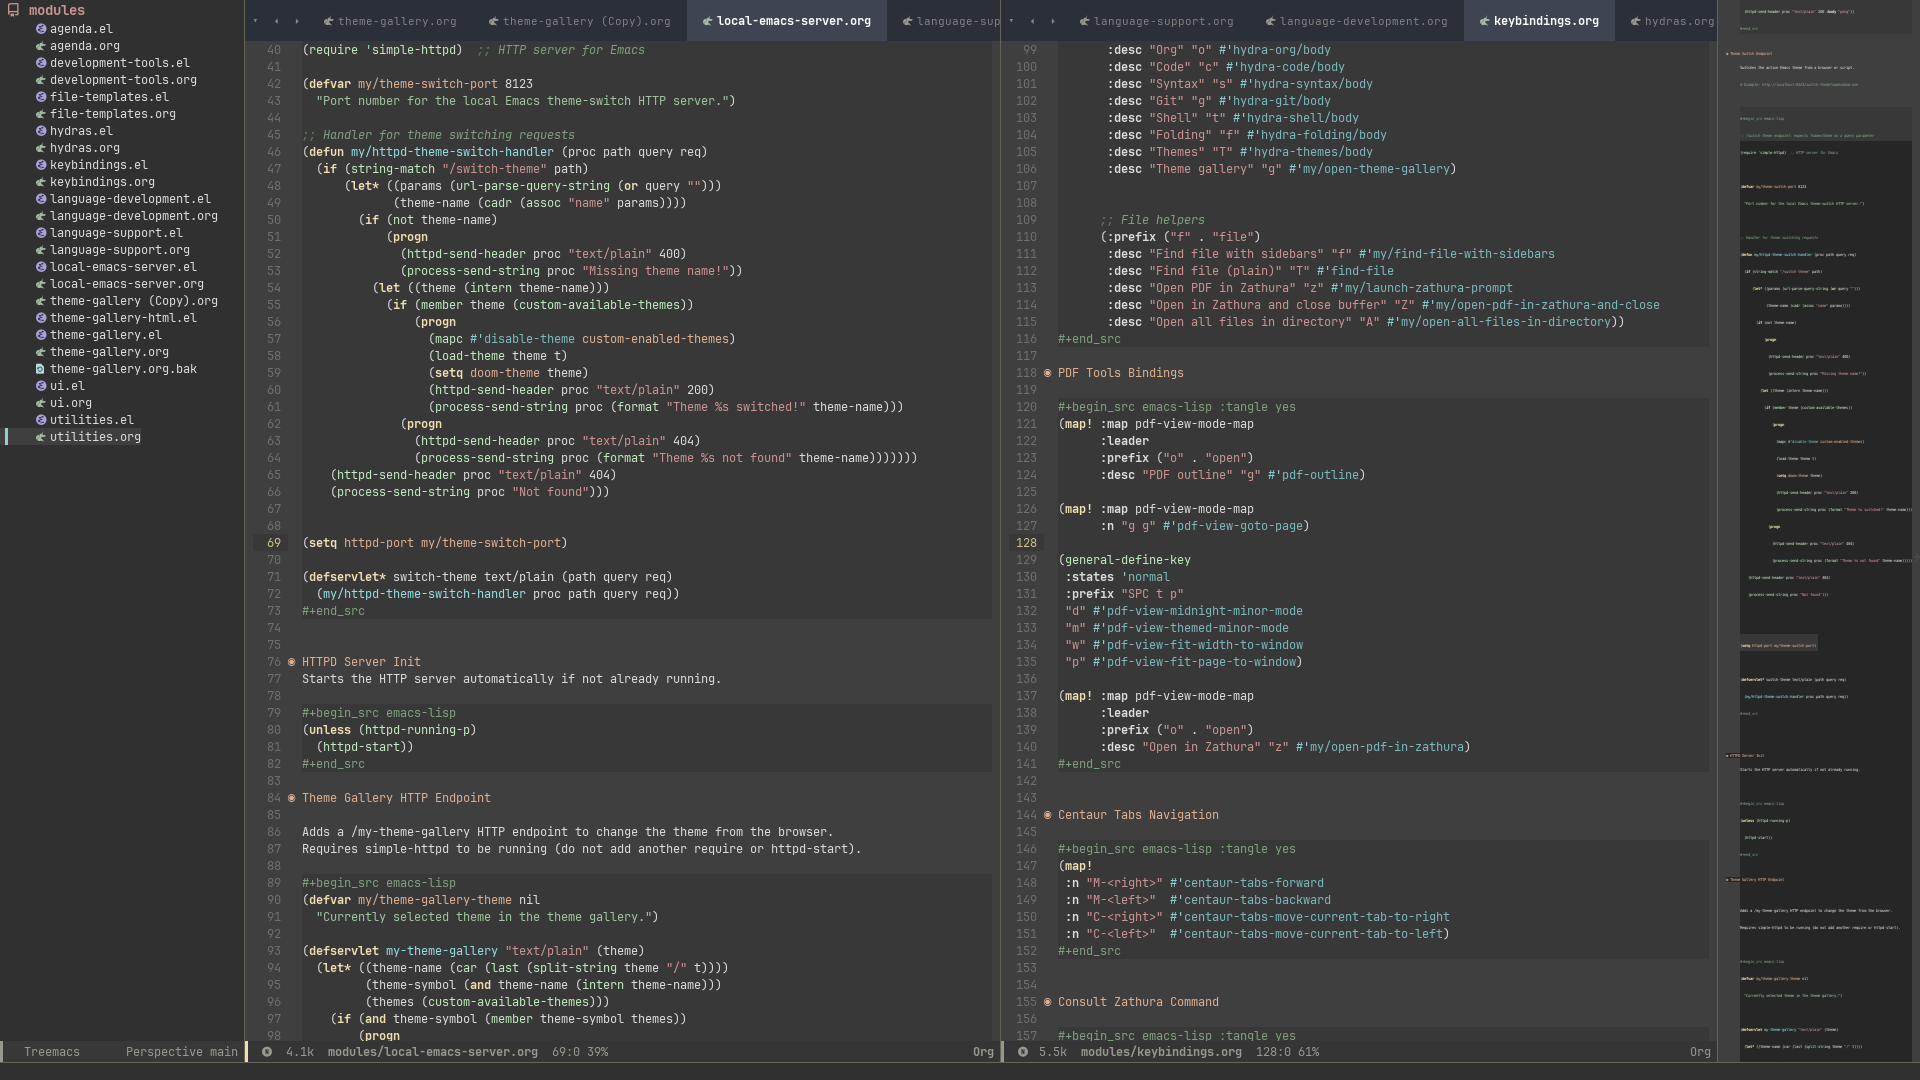 modules
agenda.el
agenda.org
development-tools.el
development-tools.org
file-templates.el
file-templates.org
hydras.el
hydras.org
keybindings.el
keybindings.org
language-development.el
language-development.org
language-support.el
language-support.org
local-emacs-server.el
local-emacs-server.org
theme-gallery (Copy).org
theme-gallery-html.el
theme-gallery.el
theme-gallery.org
theme-gallery.org.bak
ui.el
ui.org
utilities.el
utilities.org
Treemacs Perspective main
theme-gallery.org theme-gallery (Copy).org local-emacs-server.org language-sup
40 (require 'simple-httpd)  ;; HTTP server for Emacs
41
42 (defvar my/theme-switch-port 8123
43   "Port number for the local Emacs theme-switch HTTP server.")
44
45 ;; Handler for theme switching requests
46 (defun my/httpd-theme-switch-handler (proc path query req)
47   (if (string-match "/switch-theme" path)
48       (let* ((params (url-parse-query-string (or query "")))
49              (theme-name (cadr (assoc "name" params))))
50         (if (not theme-name)
51             (progn
52               (httpd-send-header proc "text/plain" 400)
53               (process-send-string proc "Missing theme name!"))
54           (let ((theme (intern theme-name)))
55             (if (member theme (custom-available-themes))
56                 (progn
57                   (mapc #'disable-theme custom-enabled-themes)
58                   (load-theme theme t)
59                   (setq doom-theme theme)
60                   (httpd-send-header proc "text/plain" 200)
61                   (process-send-string proc (format "Theme %s switched!" theme-name)))
62               (progn
63                 (httpd-send-header proc "text/plain" 404)
64                 (process-send-string proc (format "Theme %s not found" theme-name)))))))
65     (httpd-send-header proc "text/plain" 404)
66     (process-send-string proc "Not found")))
67
68
69 (setq httpd-port my/theme-switch-port)
70
71 (defservlet* switch-theme text/plain (path query req)
72   (my/httpd-theme-switch-handler proc path query req))
73 #+end_src
74
75
76 ◉ HTTPD Server Init
77 Starts the HTTP server automatically if not already running.
78
79 #+begin_src emacs-lisp
80 (unless (httpd-running-p)
81   (httpd-start))
82 #+end_src
83
84 ◉ Theme Gallery HTTP Endpoint
85
86 Adds a /my-theme-gallery HTTP endpoint to change the theme from the browser.
87 Requires simple-httpd to be running (do not add another require or httpd-start).
88
89 #+begin_src emacs-lisp
90 (defvar my/theme-gallery-theme nil
91   "Currently selected theme in the theme gallery.")
92
93 (defservlet my-theme-gallery "text/plain" (theme)
94   (let* ((theme-name (car (last (split-string theme "/" t))))
95          (theme-symbol (and theme-name (intern theme-name)))
96          (themes (custom-available-themes)))
97     (if (and theme-symbol (member theme-symbol themes))
98         (progn
4.1k modules/local-emacs-server.org 69:0 39% Org
language-support.org language-development.org keybindings.org hydras.org
99 :desc "Org" "o" #'hydra-org/body
100 :desc "Code" "c" #'hydra-code/body
101 :desc "Syntax" "s" #'hydra-syntax/body
102 :desc "Git" "g" #'hydra-git/body
103 :desc "Shell" "t" #'hydra-shell/body
104 :desc "Folding" "f" #'hydra-folding/body
105 :desc "Themes" "T" #'hydra-themes/body
106 :desc "Theme gallery" "g" #'my/open-theme-gallery)
107
108
109 ;; File helpers
110 (:prefix ("f" . "file")
111 :desc "Find file with sidebars" "f" #'my/find-file-with-sidebars
112 :desc "Find file (plain)" "T" #'find-file
113 :desc "Open PDF in Zathura" "z" #'my/launch-zathura-prompt
114 :desc "Open in Zathura and close buffer" "Z" #'my/open-pdf-in-zathura-and-close
115 :desc "Open all files in directory" "A" #'my/open-all-files-in-directory))
116 #+end_src
117
118 ◉ PDF Tools Bindings
119
120 #+begin_src emacs-lisp :tangle yes
121 (map! :map pdf-view-mode-map
122       :leader
123       :prefix ("o" . "open")
124       :desc "PDF outline" "g" #'pdf-outline)
125
126 (map! :map pdf-view-mode-map
127       :n "g g" #'pdf-view-goto-page)
128
129 (general-define-key
130  :states 'normal
131  :prefix "SPC t p"
132  "d" #'pdf-view-midnight-minor-mode
133  "m" #'pdf-view-themed-minor-mode
134  "w" #'pdf-view-fit-width-to-window
135  "p" #'pdf-view-fit-page-to-window)
136
137 (map! :map pdf-view-mode-map
138       :leader
139       :prefix ("o" . "open")
140       :desc "Open in Zathura" "z" #'my/open-pdf-in-zathura)
141 #+end_src
142
143
144 ◉ Centaur Tabs Navigation
145
146 #+begin_src emacs-lisp :tangle yes
147 (map!
148  :n "M-<right>" #'centaur-tabs-forward
149  :n "M-<left>"  #'centaur-tabs-backward
150  :n "C-<right>" #'centaur-tabs-move-current-tab-to-right
151  :n "C-<left>"  #'centaur-tabs-move-current-tab-to-left)
152 #+end_src
153
154
155 ◉ Consult Zathura Command
156
157 #+begin_src emacs-lisp :tangle yes
5.5k modules/keybindings.org 128:0 61% Org